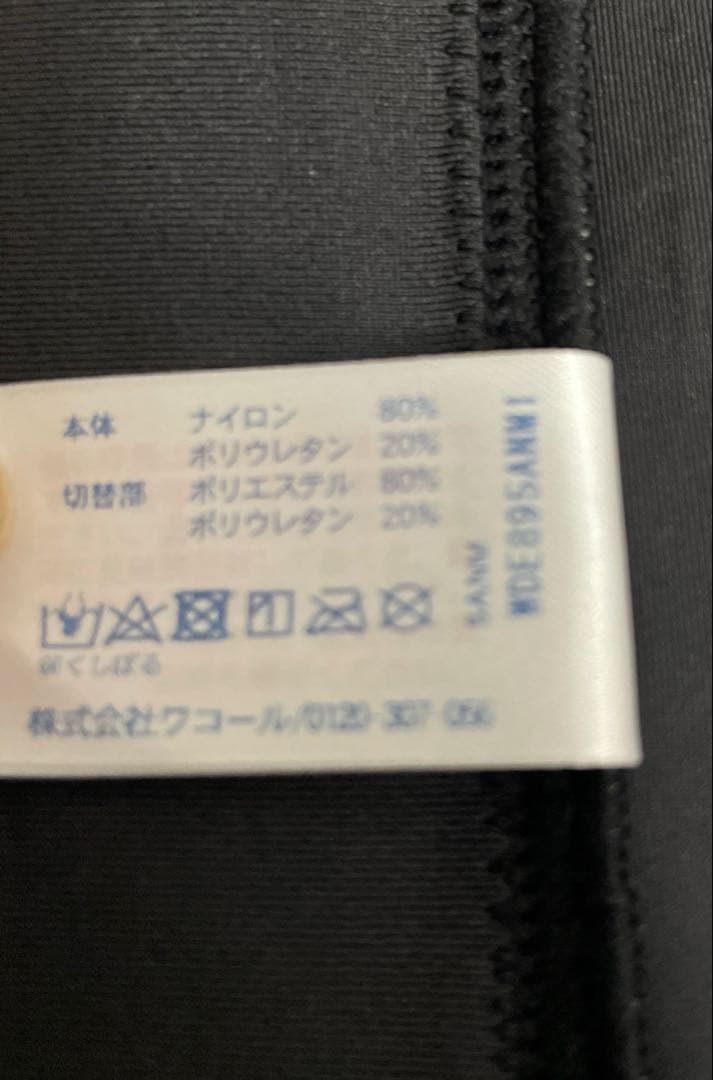 本体 ナイロン 80%
ポリウレタン 20%
切替部 ポリエステル 80%
ポリウレタン 20%
弱くしぼる
株式会社ワコール/0120-307-056
SANW